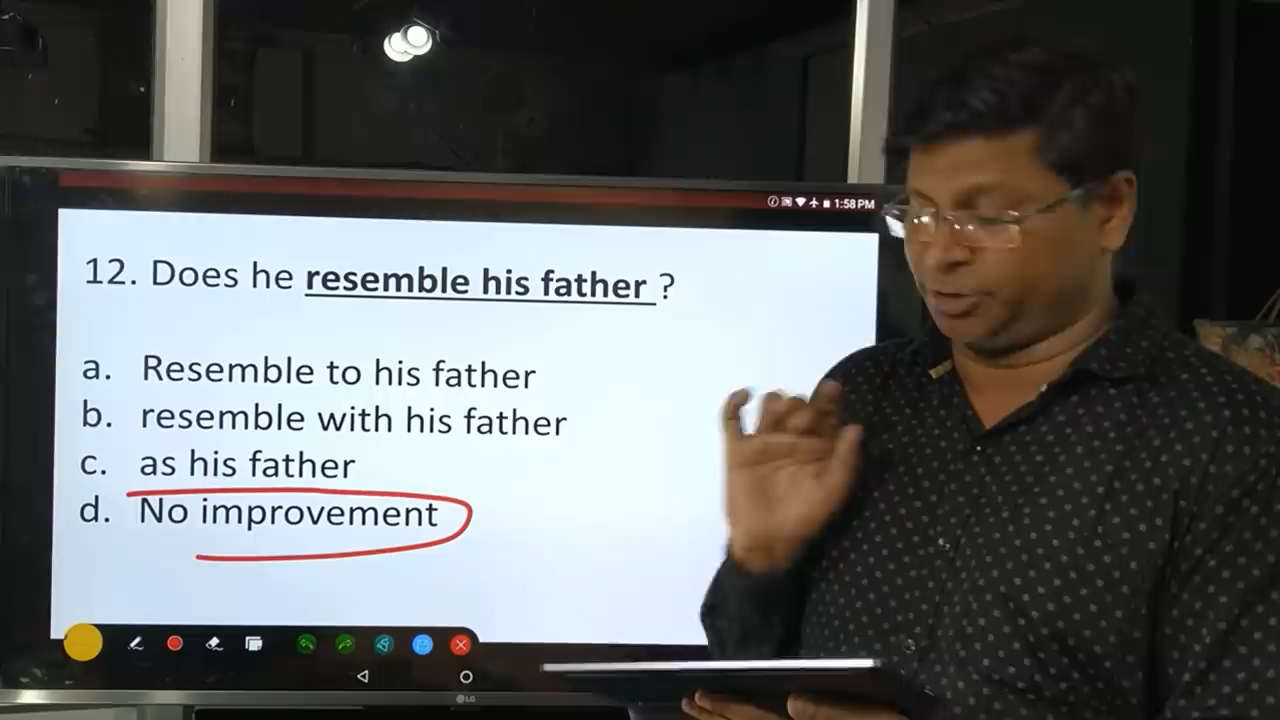 1:58 PM
12. Does he resemble his father ?
a. Resemble to his father
b. resemble with his father
c. as his father
d. No improvement
LG